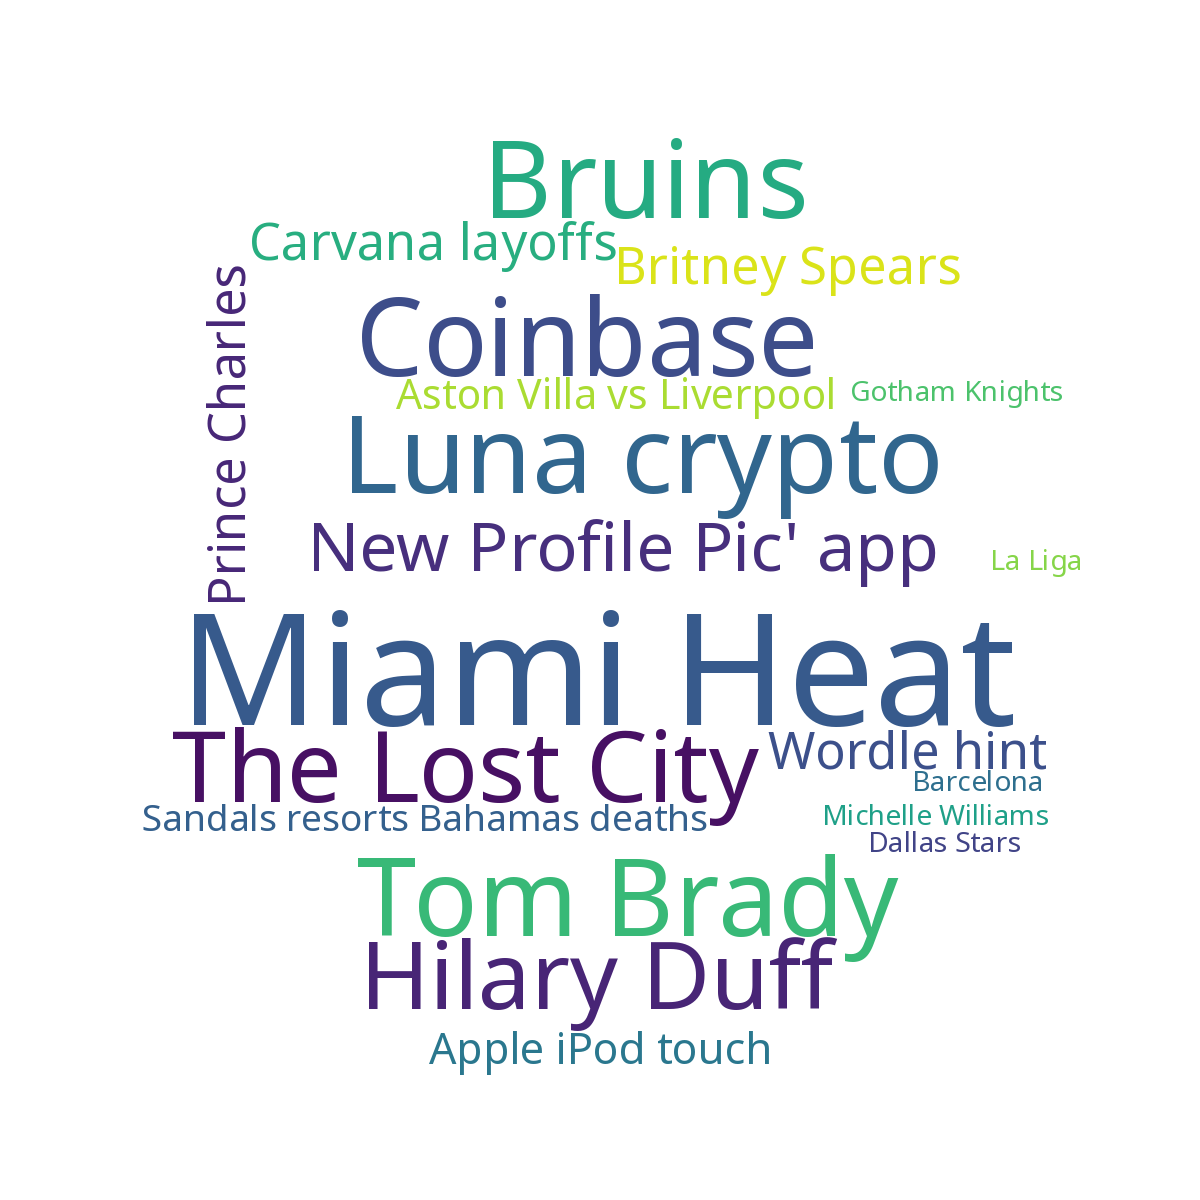 Bruins
Carvana layoffs
Britney Spears
Prince Charles
Coinbase
Aston Villa vs Liverpool
Gotham Knights
Luna crypto
New Profile Pic' app
La Liga
Miami Heat
The Lost City
Wordle hint
Barcelona
Sandals resorts Bahamas deaths
Michelle Williams
Dallas Stars
Tom Brady
Hilary Duff
Apple iPod touch